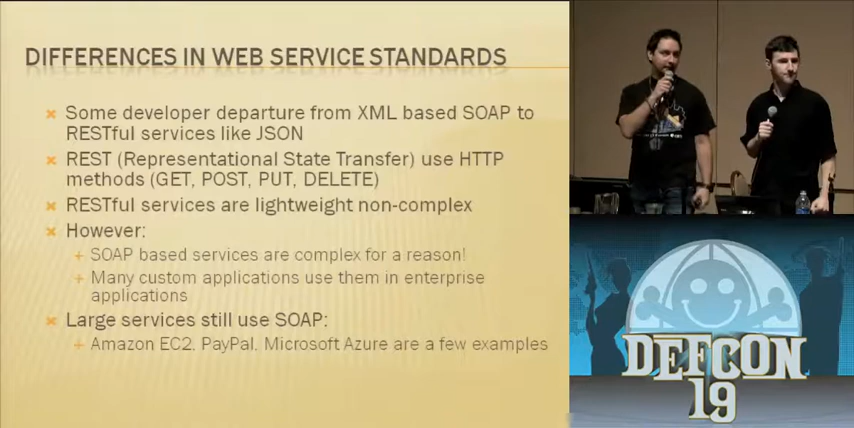 DIFFERENCES IN WEB SERVICE STANDARDS
Some developer departure from XML based SOAP to
RESTful services like JSON
REST (Representational State Transfer) use HTTP
methods (GET, POST, PUT, DELETE)
RESTful services are lightweight non-complex
However:
SOAP based services are complex for a reason!
Many custom applications use them in enterprise
applications
Large services still use SOAP:
Amazon EC2, PayPal, Microsoft Azure are a few examples
DEFCON
19